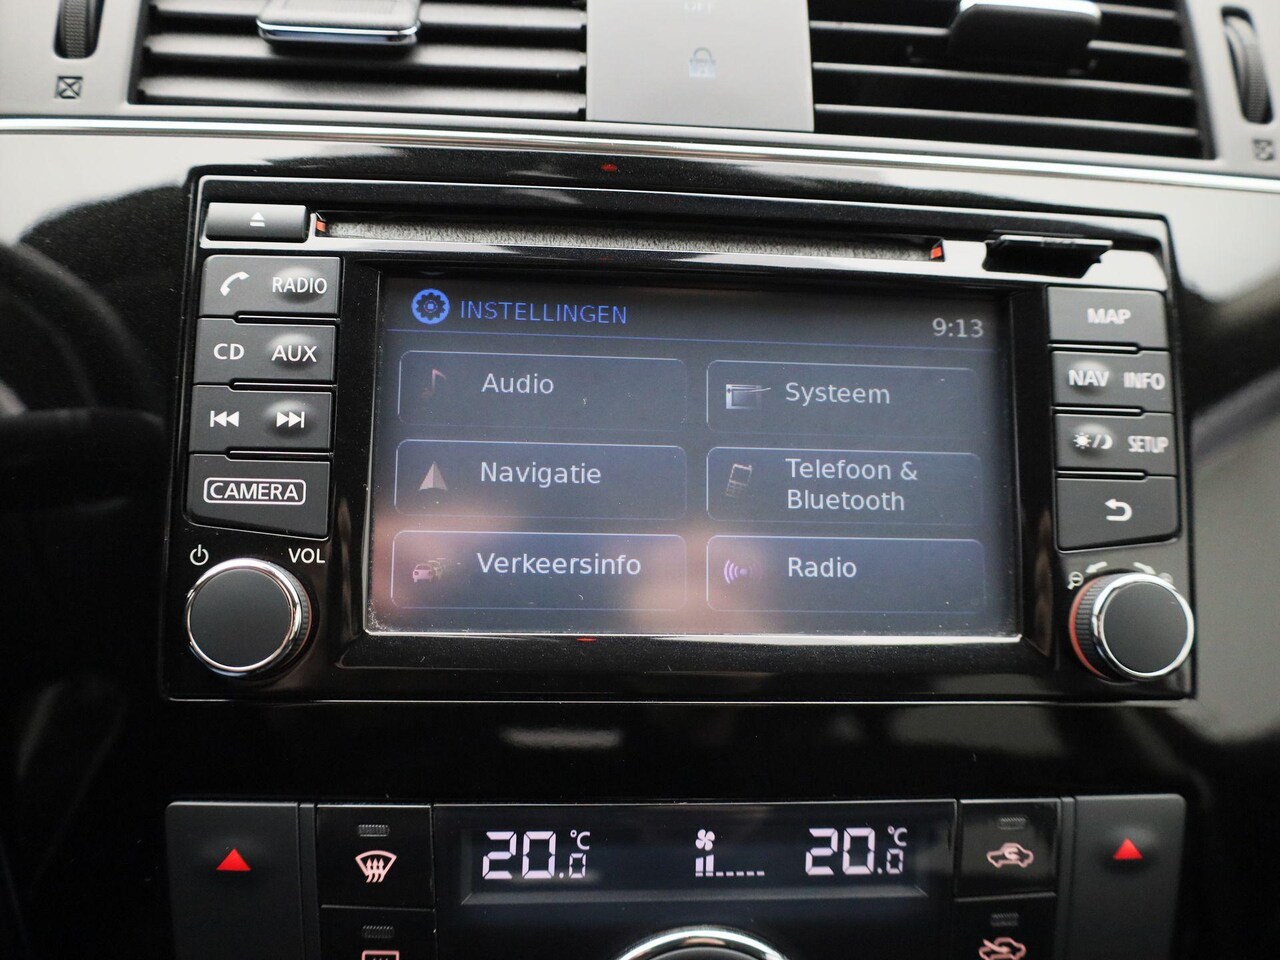 OFF
RADIO
CD AUX
CAMERA
VOL
INSTELLINGEN
9:13
Audio
Systeem
Navigatie
Telefoon &
Bluetooth
Verkeersinfo
Radio
MAP
NAV INFO
SETUP
20.0 °C
20.0 °C